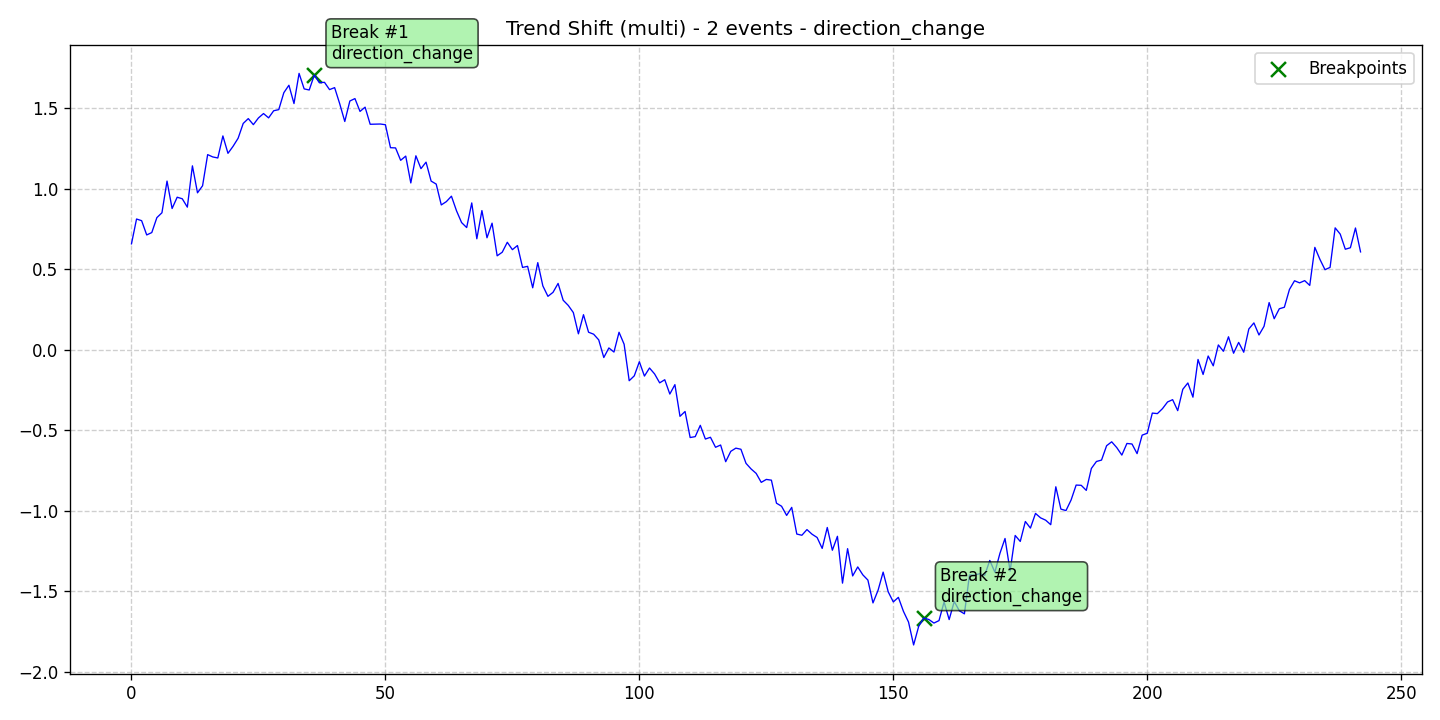 Trend Shift (multi) - 2 events - direction_change
Break #1
direction_change
Breakpoints
Break #2
direction_change
1.5
1.0
0.5
0.0
−0.5
−1.0
−1.5
−2.0
0
50
100
150
200
250